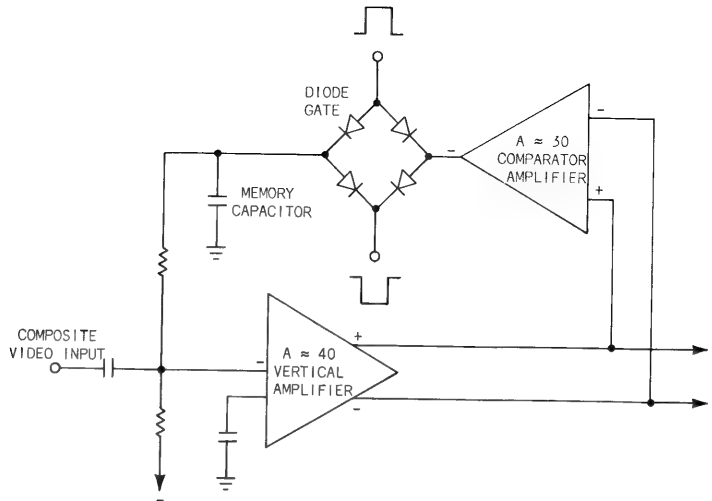 DIODE
GATE
-
-
A ≈ 30
COMPARATOR
AMPLIFIER
+
MEMORY
CAPACITOR
COMPOSITE
VIDEO INPUT
-
A ≈ 40
VERTICAL
AMPLIFIER
+
-
-